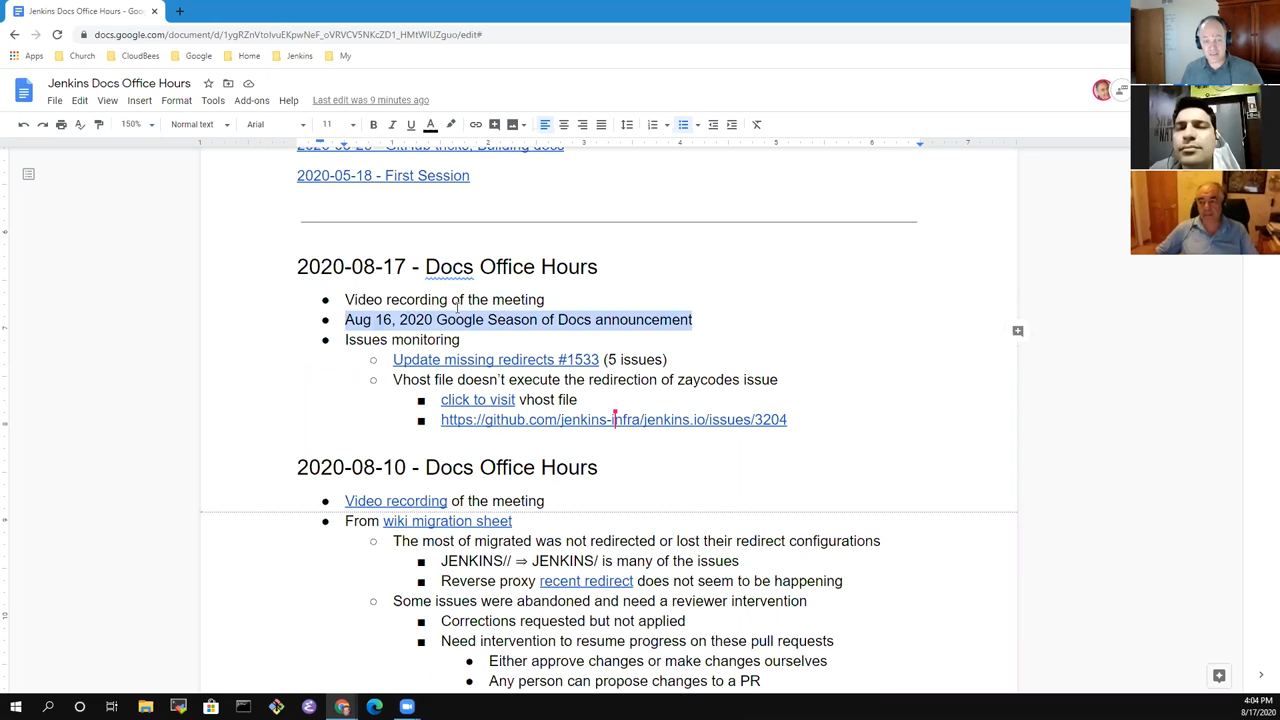 Jenkins Docs Office Hours - Goo
docs.google.com/document/d/1ygRZnVtoIvuEKpwNeF_oVRVCV5NKcZD1_HMtWIUZguo/edit#
Apps Church CloudBees Google Home Jenkins My
Jenkins Docs Office Hours
File Edit View Insert Format Tools Add-ons Help Last edit was 9 minutes ago
150% Normal text Arial 11
2020-05-18 - First Session
2020-08-17 - Docs Office Hours
Video recording of the meeting
Aug 16, 2020 Google Season of Docs announcement
Issues monitoring
Update missing redirects #1533 (5 issues)
Vhost file doesn't execute the redirection of zaycodes issue
click to visit vhost file
https://github.com/jenkins-infra/jenkins.io/issues/3204
2020-08-10 - Docs Office Hours
Video recording of the meeting
From wiki migration sheet
The most of migrated was not redirected or lost their redirect configurations
JENKINS// ⇒ JENKINS/ is many of the issues
Reverse proxy recent redirect does not seem to be happening
Some issues were abandoned and need a reviewer intervention
Corrections requested but not applied
Need intervention to resume progress on these pull requests
Either approve changes or make changes ourselves
Any person can propose changes to a PR
4:04 PM
8/17/2020